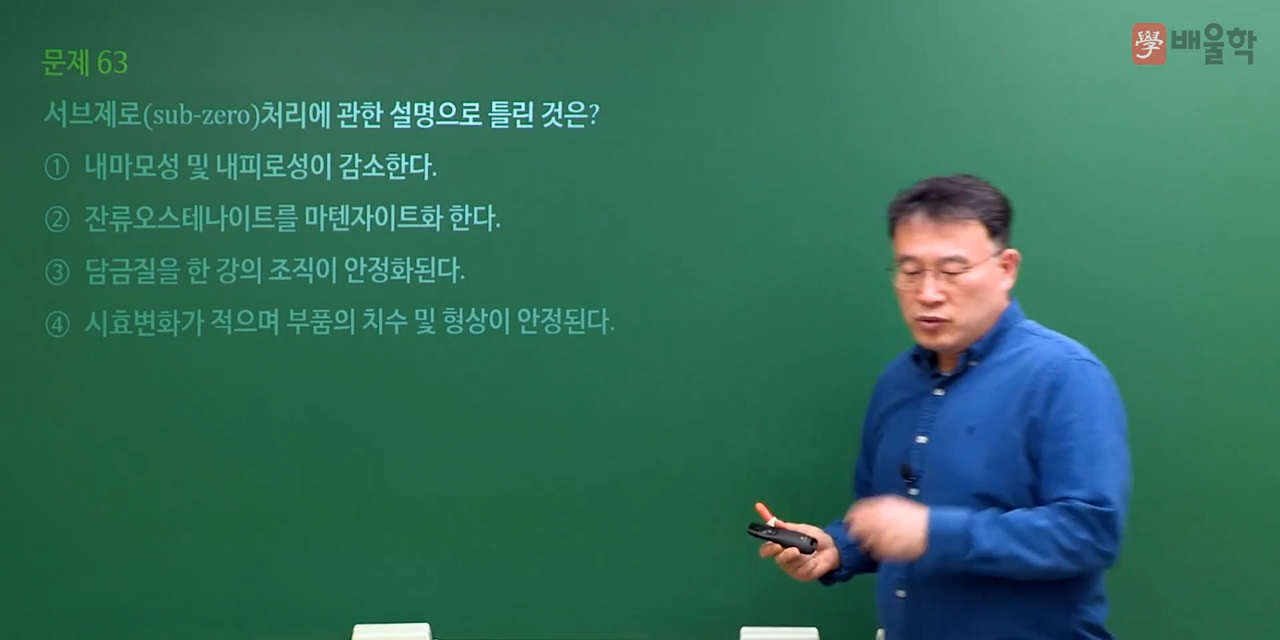 문제 63
學 배울학
서브제로(sub-zero)처리에 관한 설명으로 틀린 것은?
① 내마모성 및 내피로성이 감소한다.
② 잔류오스테나이트를 마텐자이트화 한다.
③ 담금질을 한 강의 조직이 안정화된다.
④ 시효변화가 적으며 부품의 치수 및 형상이 안정된다.